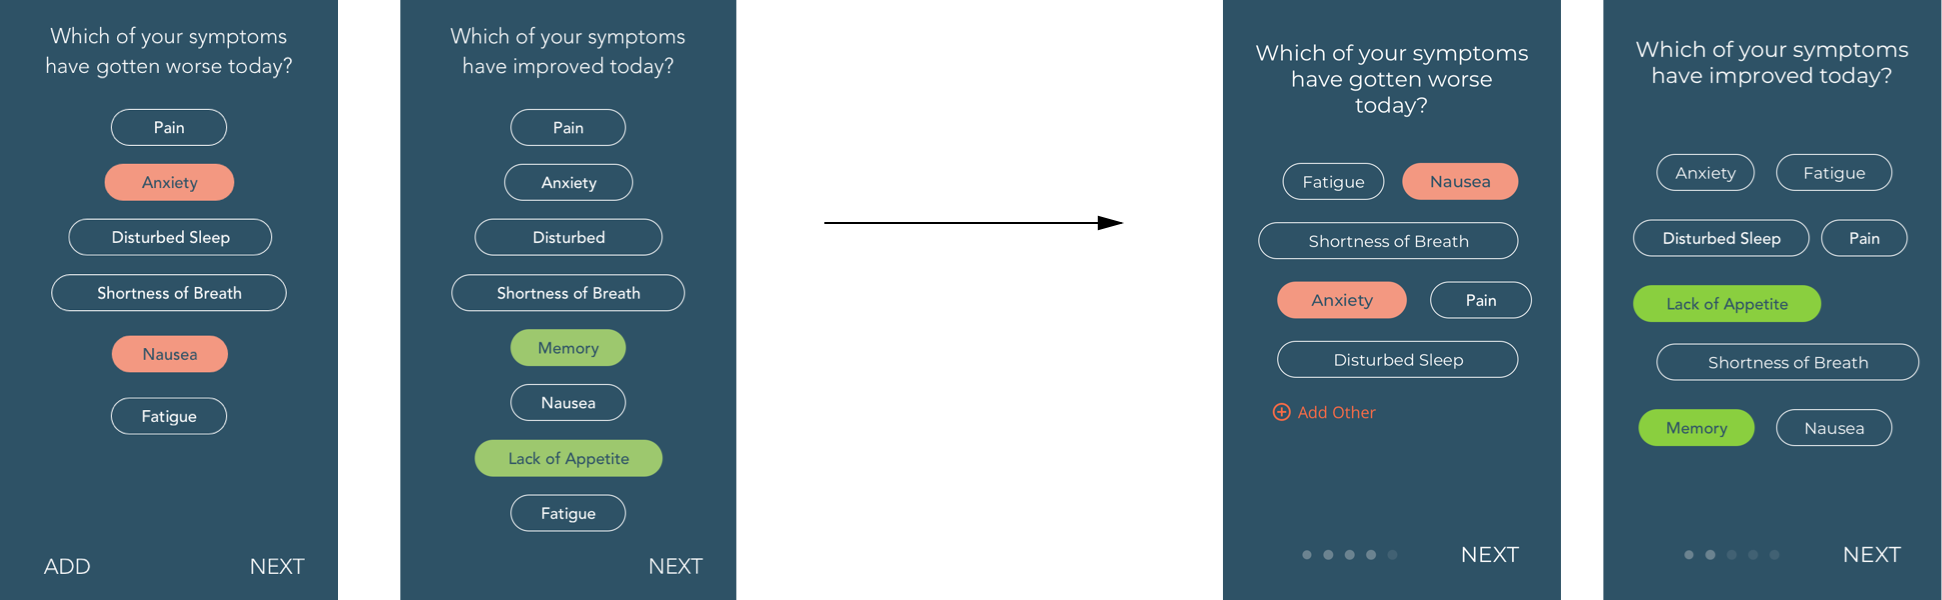 Which of your symptoms
have gotten worse today?
Pain
Anxiety
Disturbed Sleep
Shortness of Breath
Nausea
Fatigue
ADD NEXT
Which of your symptoms
have improved today?
Pain
Anxiety
Disturbed
Shortness of Breath
Memory
Nausea
Lack of Appetite
Fatigue
NEXT
Which of your symptoms
have gotten worse
today?
Fatigue Nausea
Shortness of Breath
Anxiety Pain
Disturbed Sleep
Add Other
NEXT
Which of your symptoms
have improved today?
Anxiety Fatigue
Disturbed Sleep Pain
Lack of Appetite
Shortness of Breath
Memory Nausea
NEXT